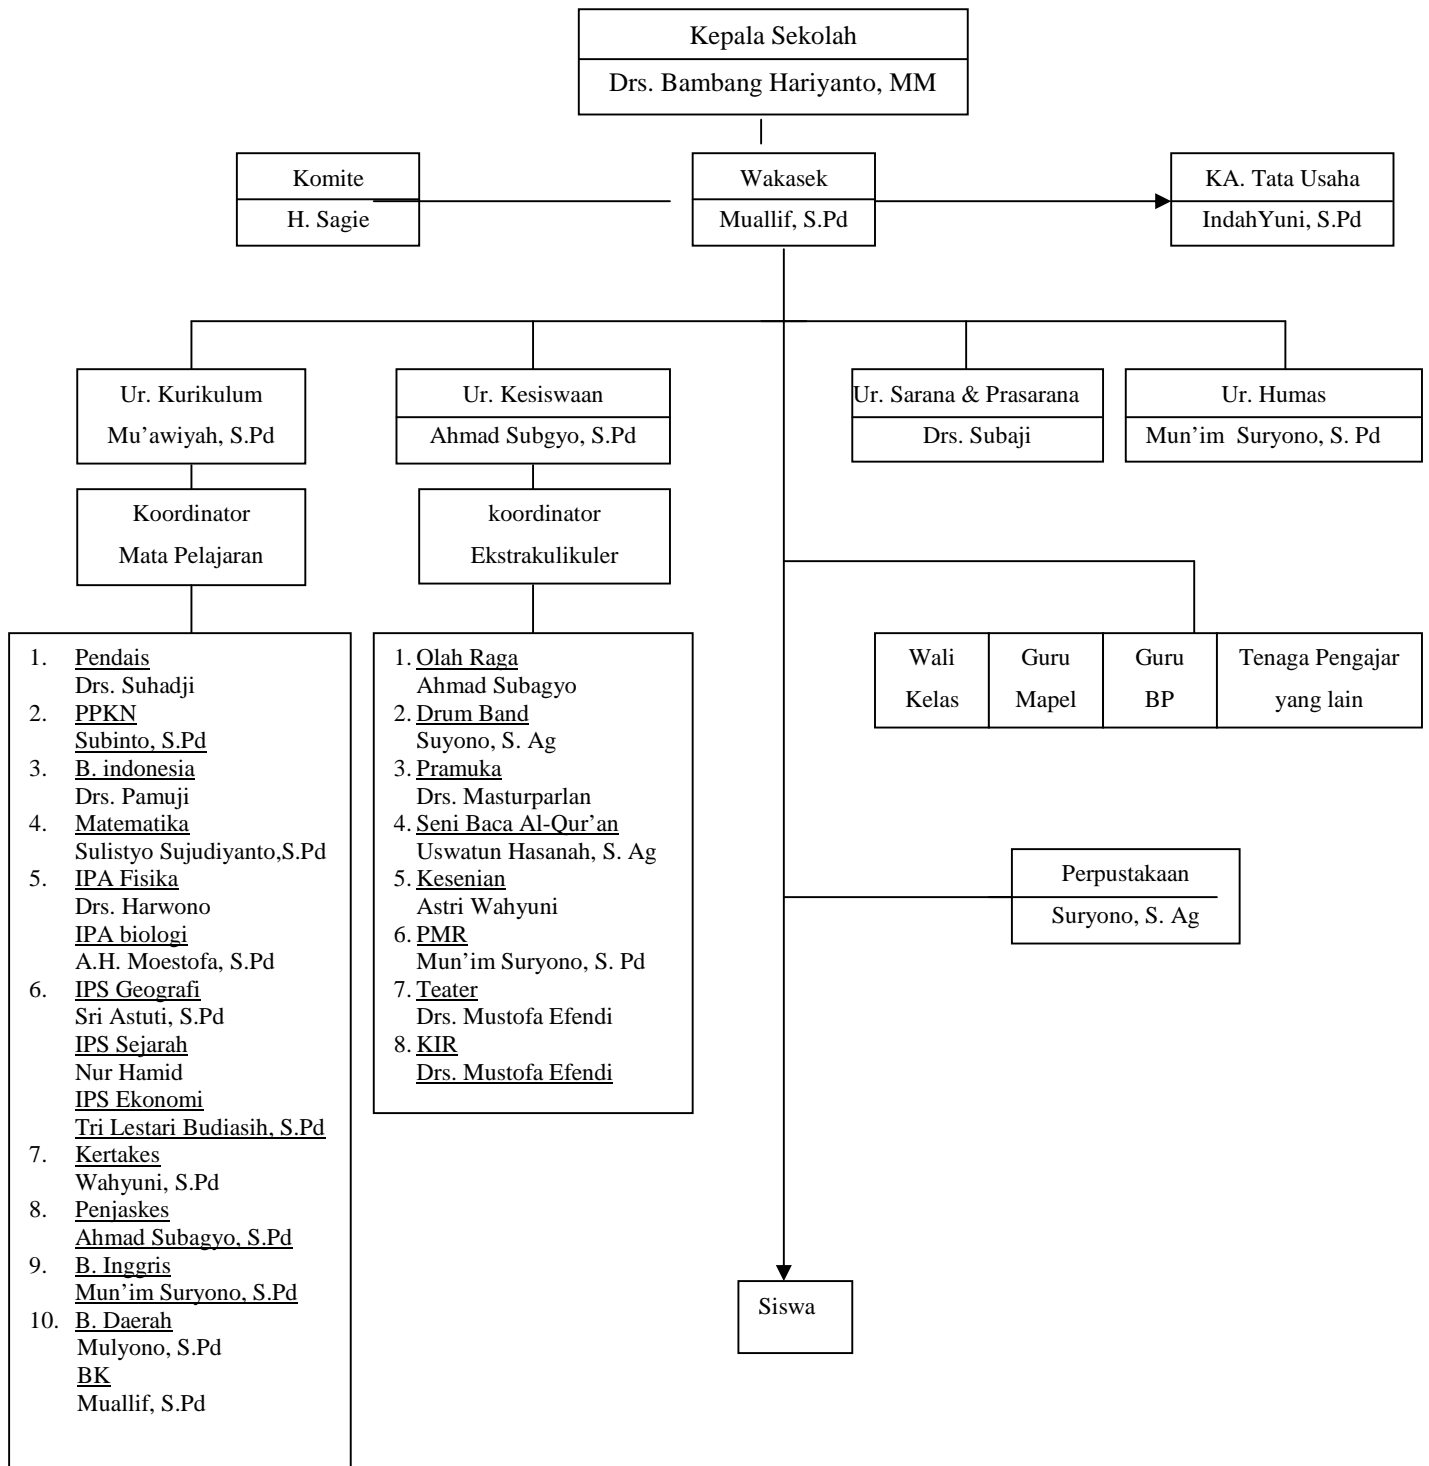 Kepala Sekolah
Drs. Bambang Hariyanto, MM
Komite
H. Sagie
Wakasek
Muallif, S.Pd
KA. Tata Usaha
IndahYuni, S.Pd
Ur. Kurikulum
Mu’awiyah, S.Pd
Ur. Kesiswaan
Ahmad Subgyo, S.Pd
Ur. Sarana & Prasarana
Drs. Subaji
Ur. Humas
Mun’im  Suryono, S. Pd
Koordinator
Mata Pelajaran
koordinator
Ekstrakulikuler
1. Pendais
Drs. Suhadji
2. PPKN
Subinto, S.Pd
3. B. indonesia
Drs. Pamuji
4. Matematika
Sulistyo Sujudiyanto,S.Pd
5. IPA Fisika
Drs. Harwono
IPA biologi
A.H. Moestofa, S.Pd
6. IPS Geografi
Sri Astuti, S.Pd
IPS Sejarah
Nur Hamid
IPS Ekonomi
Tri Lestari Budiasih, S.Pd
7. Kertakes
Wahyuni, S.Pd
8. Penjaskes
Ahmad Subagyo, S.Pd
9. B. Inggris
Mun’im Suryono, S.Pd
10. B. Daerah
Mulyono, S.Pd
BK
Muallif, S.Pd
1. Olah Raga
Ahmad Subagyo
2. Drum Band
Suyono, S. Ag
3. Pramuka
Drs. Masturparlan
4. Seni Baca Al-Qur’an
Uswatun Hasanah, S. Ag
5. Kesenian
Astri Wahyuni
6. PMR
Mun’im Suryono, S. Pd
7. Teater
Drs. Mustofa Efendi
8. KIR
Drs. Mustofa Efendi
Wali
Kelas
Guru
Mapel
Guru
BP
Tenaga Pengajar
yang lain
Perpustakaan
Suryono, S. Ag
Siswa